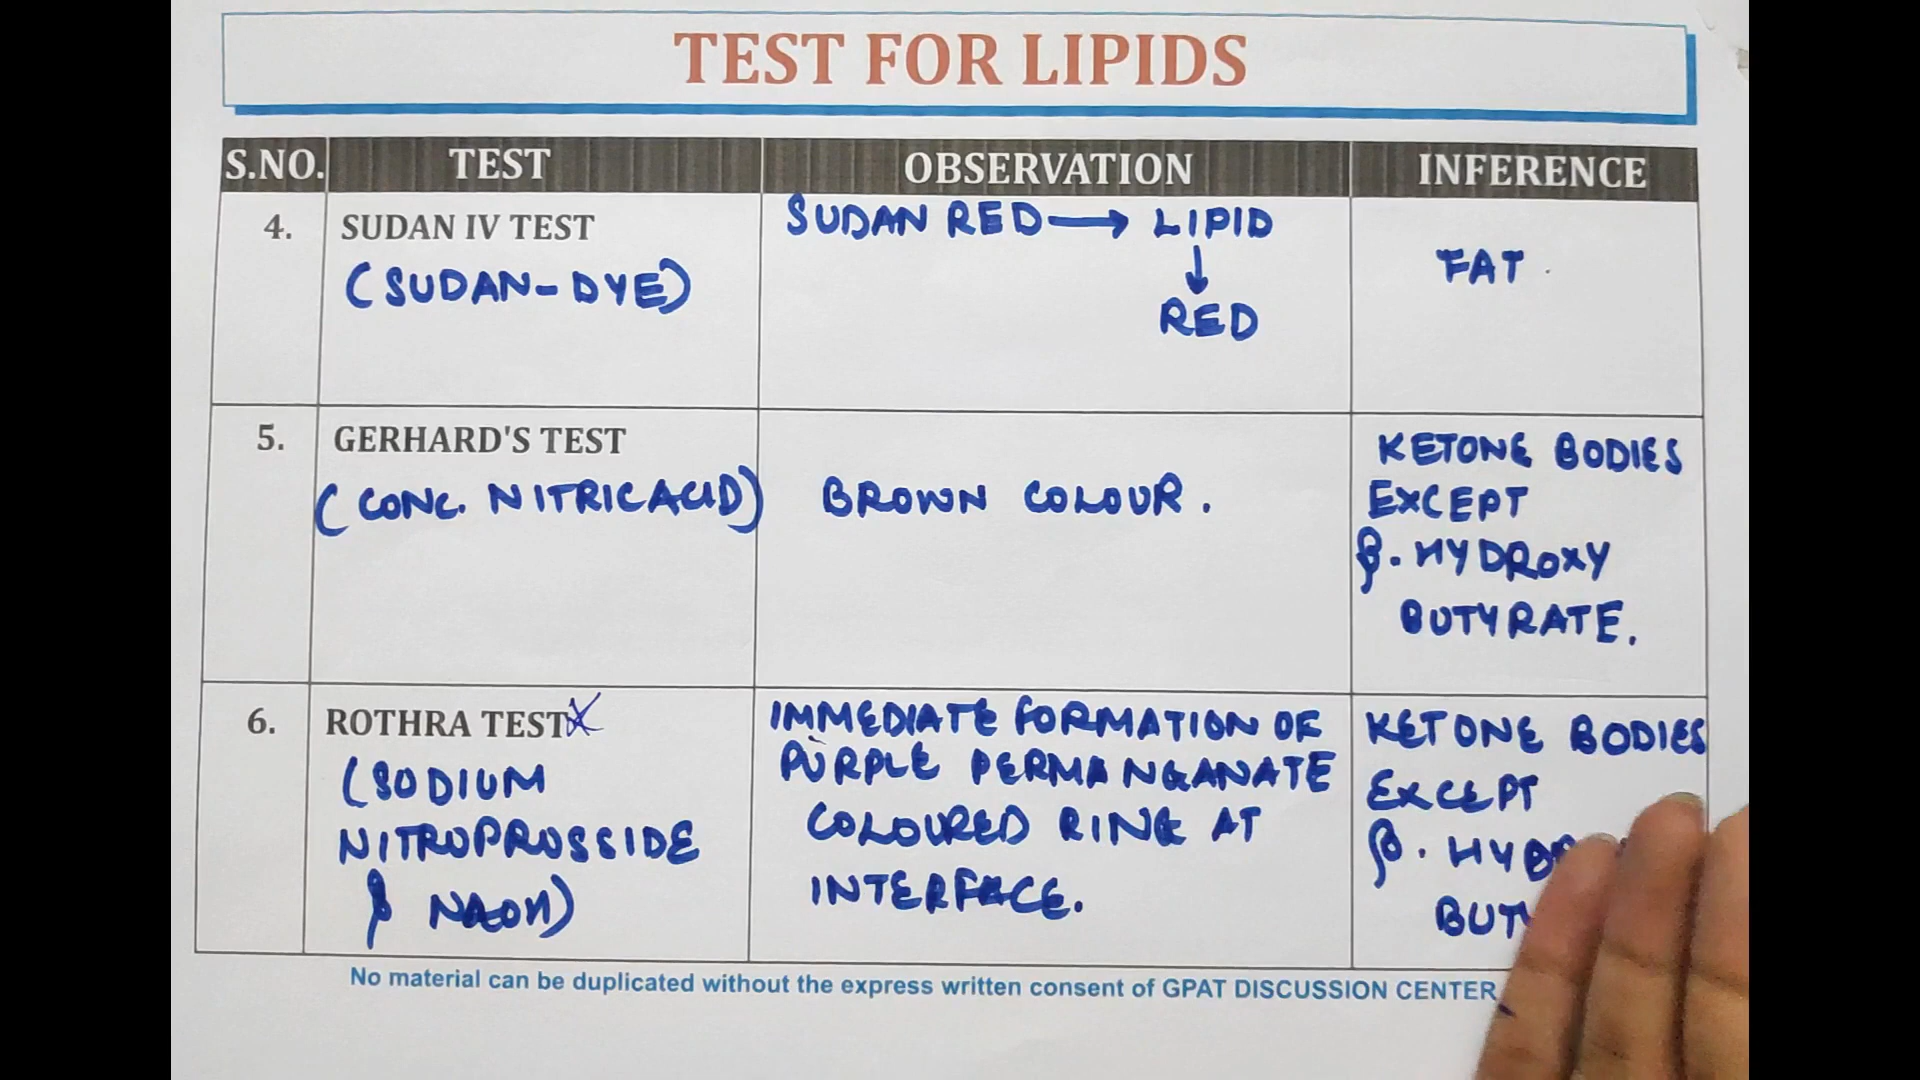 TEST FOR LIPIDS
S.NO. TEST OBSERVATION INFERENCE
4. SUDAN IV TEST
(SUDAN-DYE)
SUDAN RED → LIPID
↓
RED
FAT
5. GERHARD'S TEST
(CONC. NITRIC ACID)
BROWN COLOUR.
KETONE BODIES
EXCEPT
β. HYDROXY
BUTYRATE.
6. ROTHRA TEST
(SODIUM
NITROPRUSSIDE
& NAOH)
IMMEDIATE FORMATION OF
PURPLE PERMANGANATE
COLOURED RING AT
INTERFACE.
KETONE BODIES
EXCEPT
β.
No material can be duplicated without the express written consent of GPAT DISCUSSION CENTER